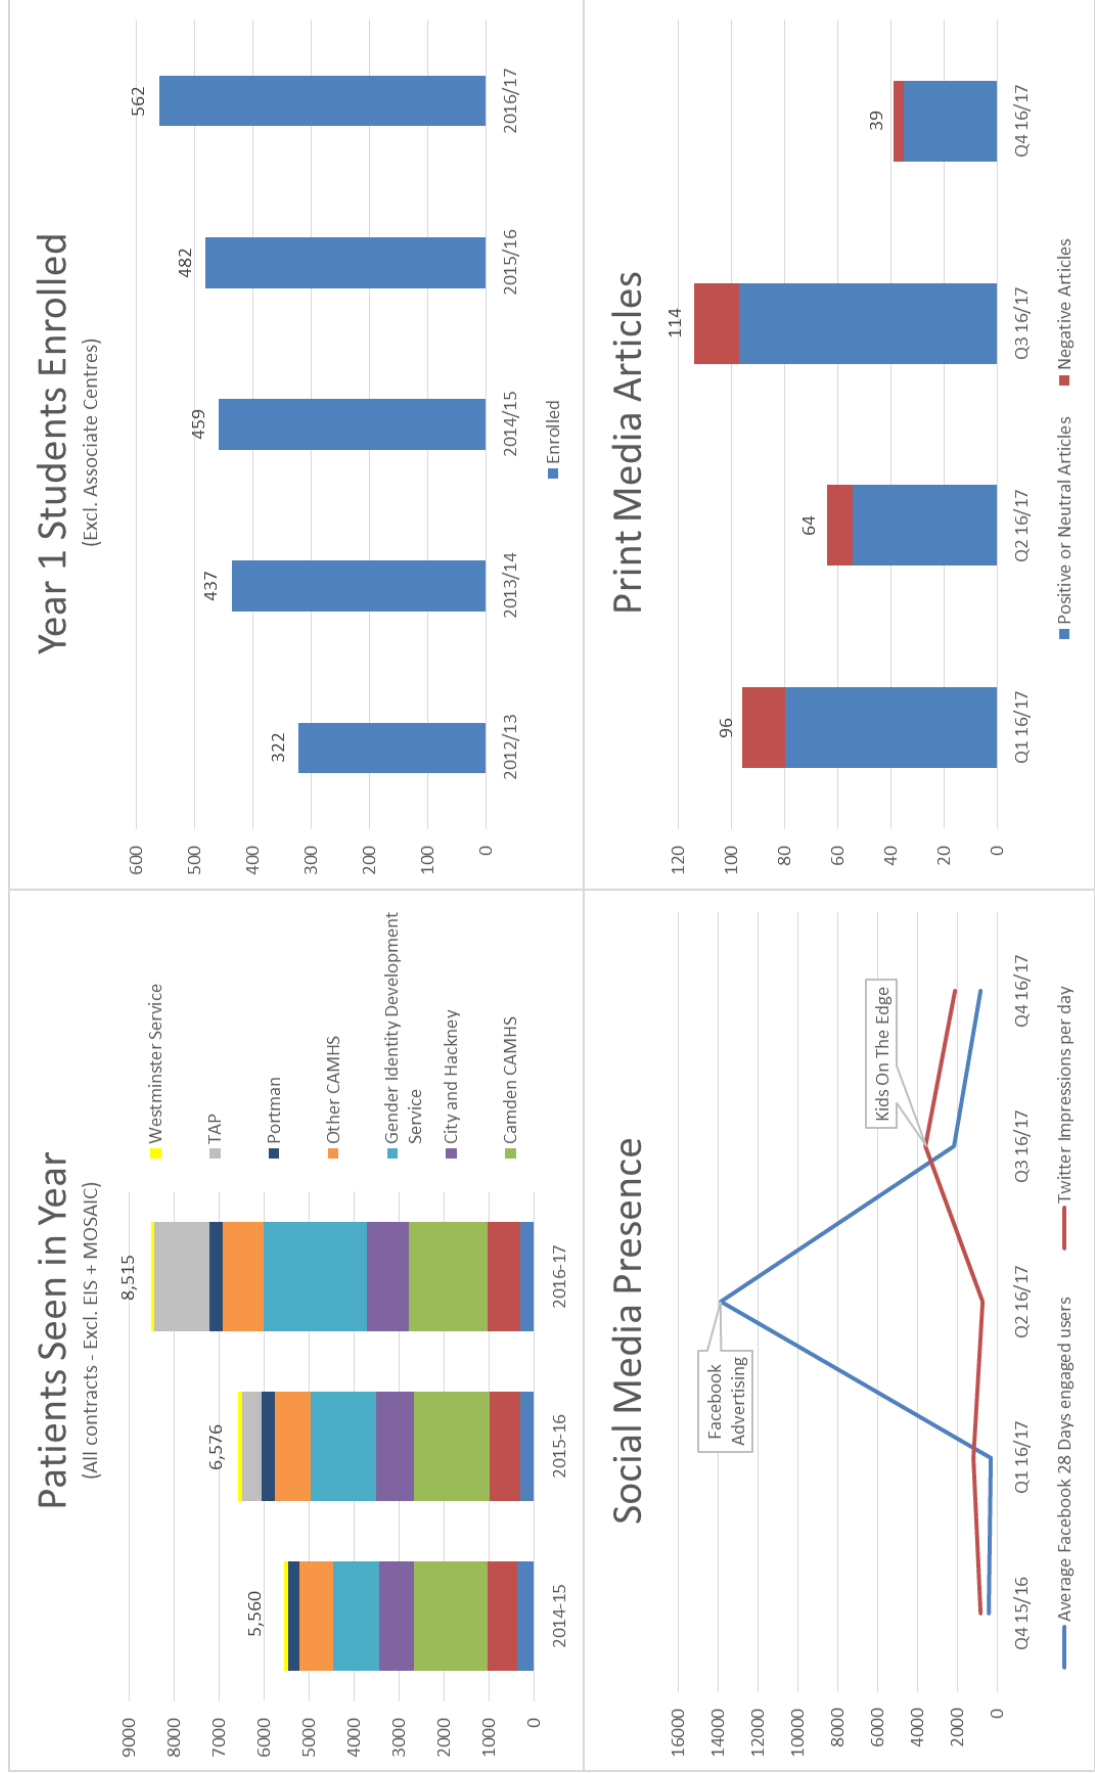 Patients Seen in Year
(All contracts - Excl. EIS + MOSAIC)
9000
8000
7000
6000
5000
4000
3000
2000
1000
0
5,560
6,576
8,515
2014-15
2015-16
2016-17
Westminster Service
TAP
Portman
Other CAMHS
Gender Identity Development
Service
City and Hackney
Camden CAMHS
Year 1 Students Enrolled
(Excl. Associate Centres)
600
500
400
300
200
100
0
322
437
459
482
562
2012/13
2013/14
2014/15
2015/16
2016/17
Enrolled
Social Media Presence
16000
14000
12000
10000
8000
6000
4000
2000
0
Facebook
Advertising
Kids On The Edge
Q4 15/16
Q1 16/17
Q2 16/17
Q3 16/17
Q4 16/17
Average Facebook 28 Days engaged users
Twitter Impressions per day
Print Media Articles
120
100
80
60
40
20
0
96
64
114
39
Q1 16/17
Q2 16/17
Q3 16/17
Q4 16/17
Positive or Neutral Articles
Negative Articles